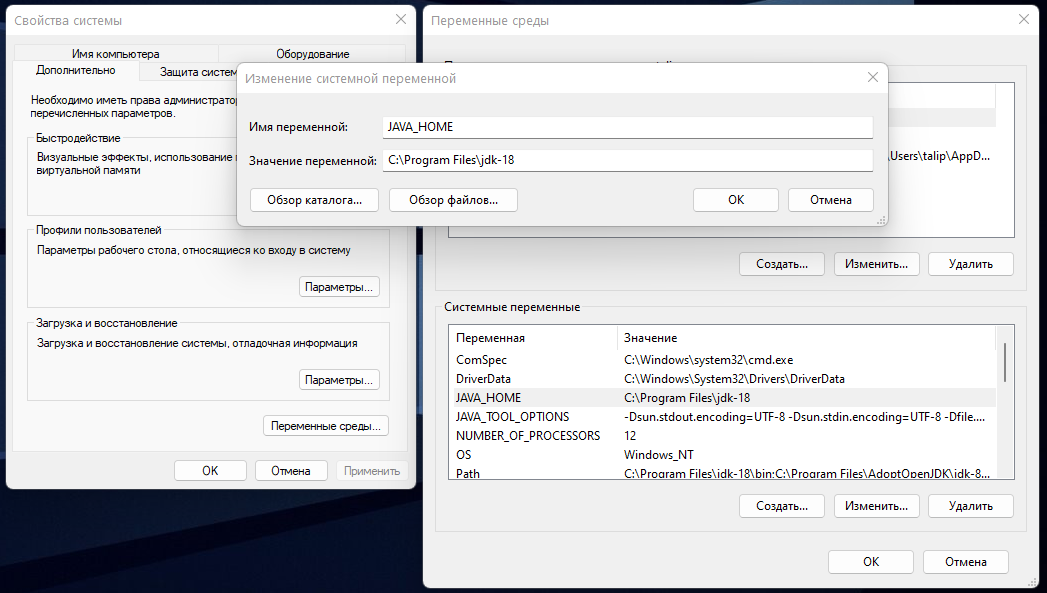 Свойства системы
Имя компьютера
Оборудование
Дополнительно
Защита систем
Необходимо иметь права администратор
перечисленных параметров.
Быстродействие
Визуальные эффекты, использование
виртуальной памяти
Профили пользователей
Параметры рабочего стола, относящиеся ко входу в систему
Параметры...
Загрузка и восстановление
Загрузка и восстановление системы, отладочная информация
Параметры...
Переменные среды...
ОК
Отмена
Применить
Изменение системной переменной
Имя переменной:
JAVA_HOME
Значение переменной:
C:\Program Files\jdk-18
Обзор каталога...
Обзор файлов...
ОК
Отмена
Переменные среды
\Users\talip\AppD...
Создать...
Изменить...
Удалить
Системные переменные
Переменная Значение
ComSpec C:\Windows\system32\cmd.exe
DriverData C:\Windows\System32\Drivers\DriverData
JAVA_HOME C:\Program Files\jdk-18
JAVA_TOOL_OPTIONS -Dsun.stdout.encoding=UTF-8 -Dsun.stdin.encoding=UTF-8 -Dfile....
NUMBER_OF_PROCESSORS 12
OS Windows_NT
Path C:\Program Files\jdk-18\bin;C:\Program Files\AdoptOpenJDK\jdk-8...
Создать...
Изменить...
Удалить
ОК
Отмена